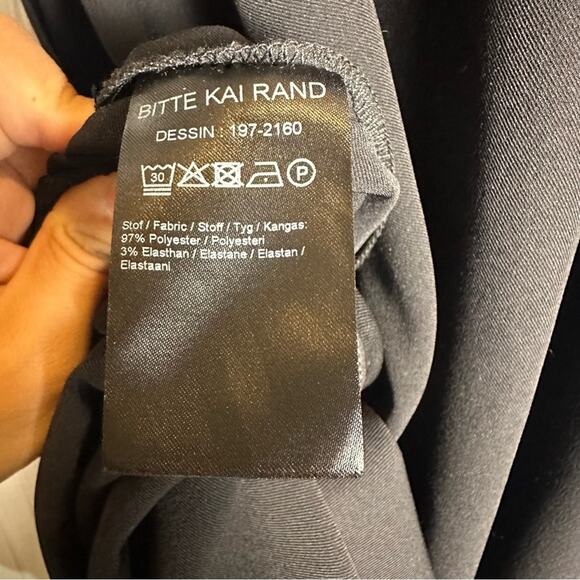 BITTE KAI RAND
DESSIN : 197-2160
30 P
Stof / Fabric / Stoff / Tyg / Kangas:
97% Polyester / Polyesteri
3% Elasthan / Elastane / Elastan /
Elastaani